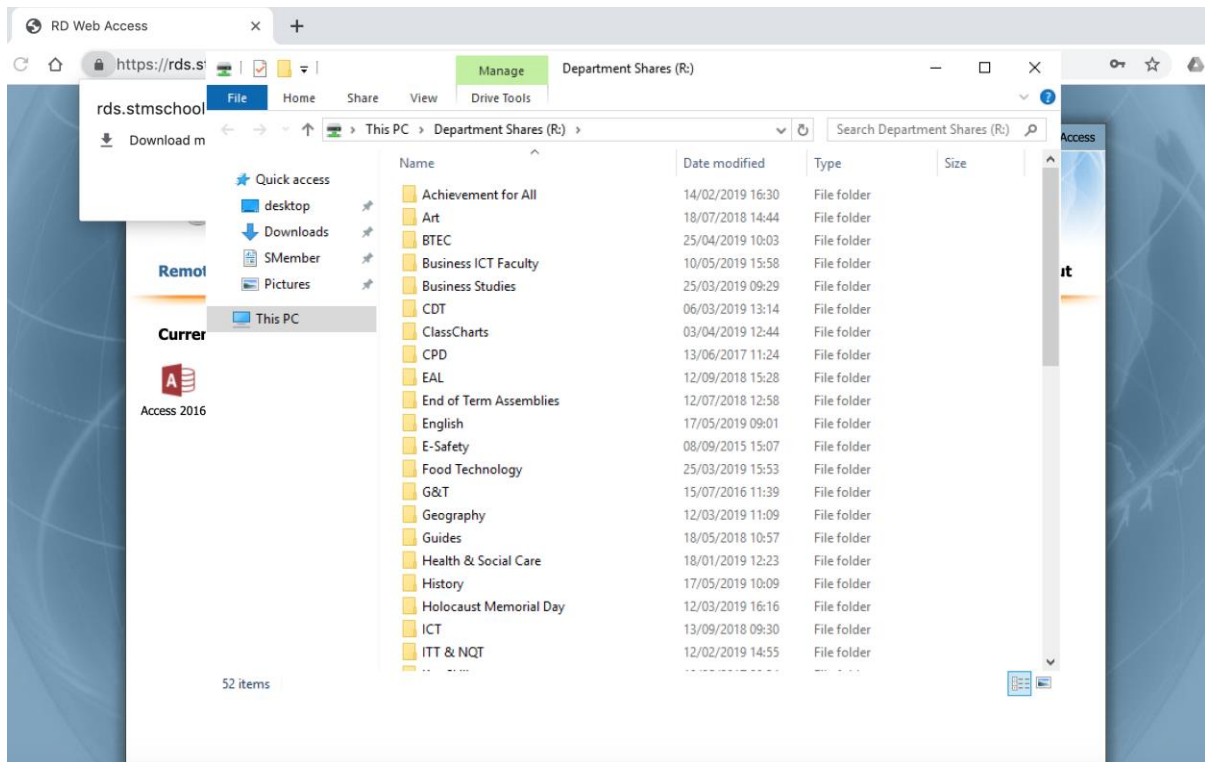 RD Web Access
https://rds.st
Manage
Department Shares (R:)
rds.stmschool
File Home Share View Drive Tools
Download m
This PC > Department Shares (R:) >
Search Department Shares (R:)
Access
Name Date modified Type Size
Quick access
desktop
Downloads
SMember
Pictures
This PC
Achievement for All 14/02/2019 16:30 File folder
Art 18/07/2018 14:44 File folder
BTEC 25/04/2019 10:03 File folder
Business ICT Faculty 10/05/2019 15:58 File folder
Business Studies 25/03/2019 09:29 File folder
CDT 06/03/2019 13:14 File folder
ClassCharts 03/04/2019 12:44 File folder
CPD 13/06/2017 11:24 File folder
EAL 12/09/2018 15:28 File folder
End of Term Assemblies 12/07/2018 12:58 File folder
English 17/05/2019 09:01 File folder
E-Safety 08/09/2015 15:07 File folder
Food Technology 25/03/2019 15:53 File folder
G&T 15/07/2016 11:39 File folder
Geography 12/03/2019 11:09 File folder
Guides 18/05/2018 10:57 File folder
Health & Social Care 18/01/2019 12:23 File folder
History 17/05/2019 10:09 File folder
Holocaust Memorial Day 12/03/2019 16:16 File folder
ICT 13/09/2018 09:30 File folder
ITT & NQT 12/02/2019 14:55 File folder
52 items
Remot
ut
Curren
A
Access 2016